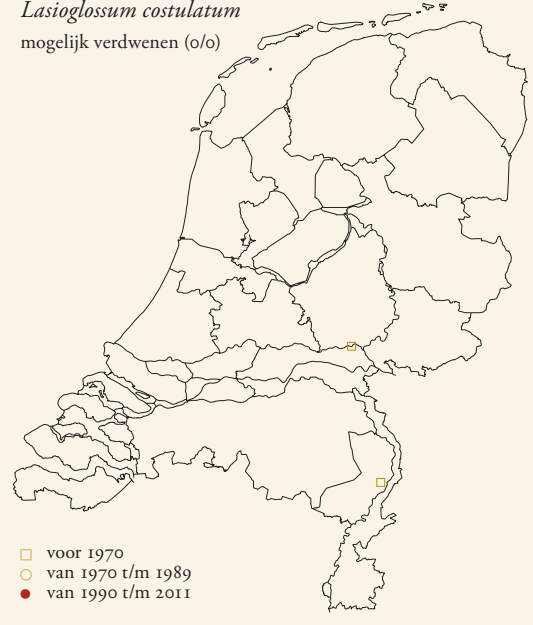 Lasioglossum costulatum
mogelijk verdwenen (0/0)
voor 1970
van 1970 t/m 1989
van 1990 t/m 2011